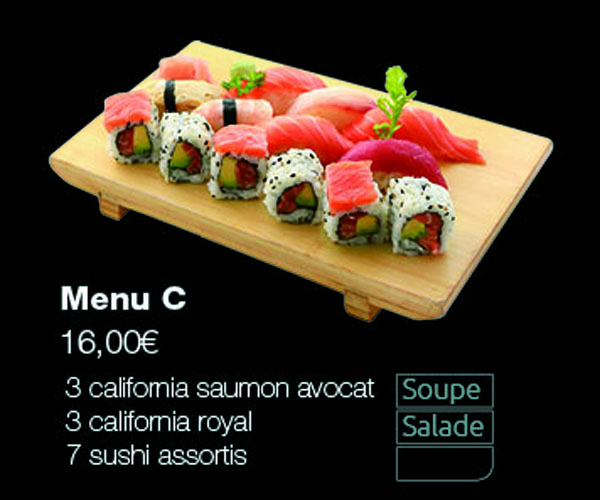 Menu C
16,00€
3 california saumon avocat
3 california royal
7 sushi assortis
Soupe
Salade